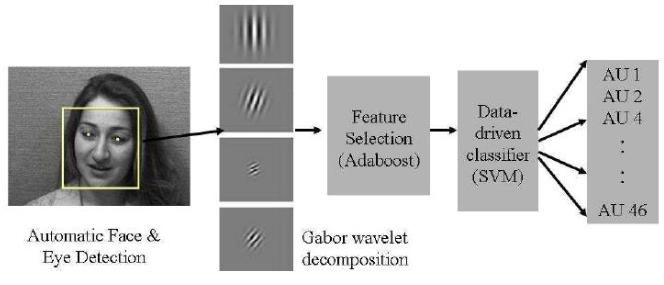 Automatic Face &
Eye Detection
Gabor wavelet
decomposition
Feature
Selection
(Adaboost)
Data-
driven
classifier
(SVM)
AU 1
AU 2
AU 4
:
:
AU 46